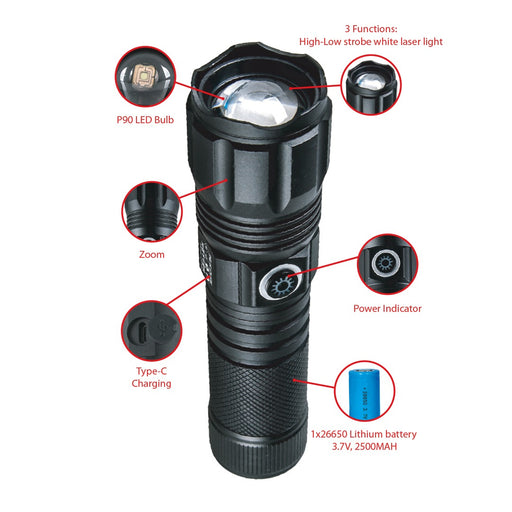 3 Functions:
High-Low strobe white laser light
P90 LED Bulb
Zoom
Power Indicator
Type-C
Charging
1x26650 Lithium battery
3.7V, 2500MAH